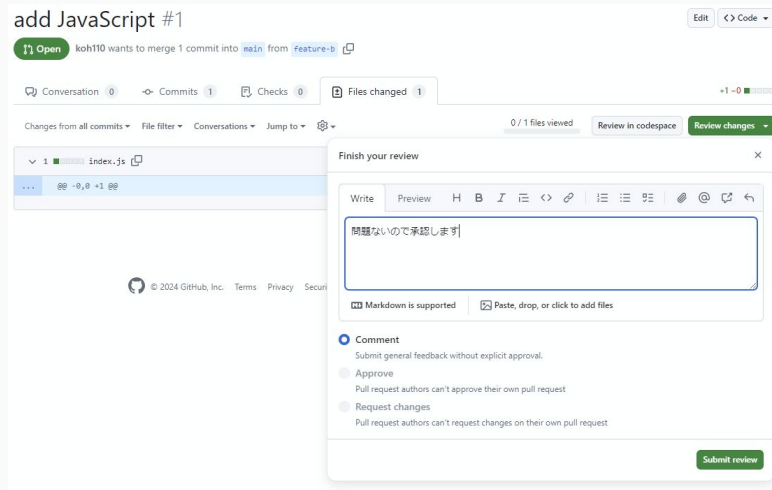 add JavaScript #1
Edit
<> Code
Open
koh110 wants to merge 1 commit into main from feature-b
Conversation 0
Commits 1
Checks 0
Files changed 1
+1 −0
Changes from all commits
File filter
Conversations
Jump to
0 / 1 files viewed
Review in codespace
Review changes
1 index.js
... @@ -0,0 +1 @@
Finish your review
Write
Preview
問題ないので承認します
Markdown is supported
Paste, drop, or click to add files
Comment
Submit general feedback without explicit approval.
Approve
Pull request authors can't approve their own pull request
Request changes
Pull request authors can't request changes on their own pull request
Submit review
© 2024 GitHub, Inc. Terms Privacy Securi